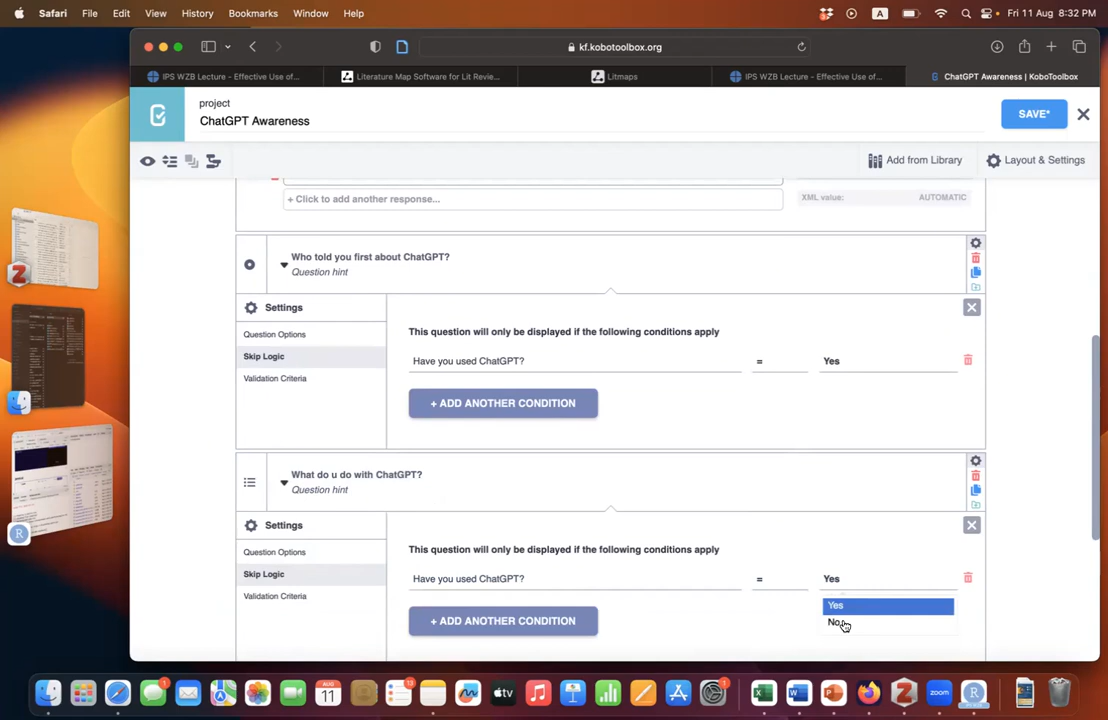 Safari File Edit View History Bookmarks Window Help
A Fri 11 Aug 8:32 PM
kf.kobotoolbox.org
IPS WZB Lecture - Effective Use of...
Literature Map Software for Lit Revie...
Litmaps
IPS WZB Lecture - Effective Use of...
ChatGPT Awareness | KoboToolbox
project
ChatGPT Awareness
SAVE*
Add from Library
Layout & Settings
+ Click to add another response...
XML value: AUTOMATIC
Who told you first about ChatGPT?
Question hint
Settings
Question Options
Skip Logic
Validation Criteria
This question will only be displayed if the following conditions apply
Have you used ChatGPT? = Yes
+ ADD ANOTHER CONDITION
What do u do with ChatGPT?
Question hint
Settings
Question Options
Skip Logic
Validation Criteria
This question will only be displayed if the following conditions apply
Have you used ChatGPT? = Yes
Yes
No
+ ADD ANOTHER CONDITION